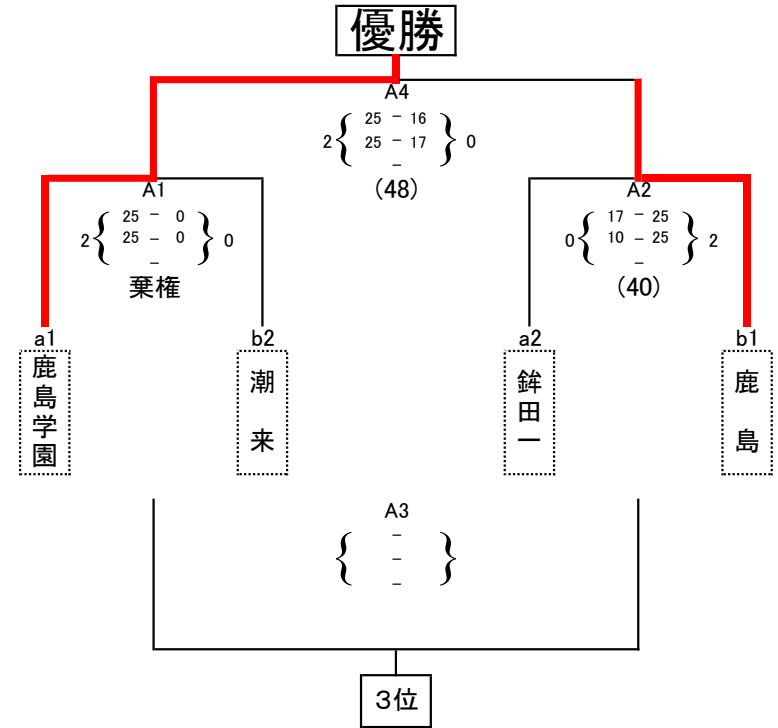 優勝
A4
25 － 16
2 { 25 － 17 } 0
－
(48)
A1
25 － 0
2 { 25 － 0 } 0
－
棄権
A2
17 － 25
0 { 10 － 25 } 2
－
(40)
a1
鹿島学園
b2
潮来
a2
鉾田一
b1
鹿島
A3
－
{ － }
－
３位